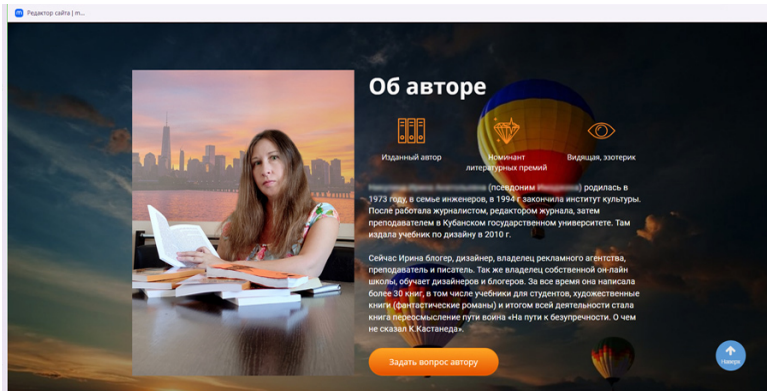 Редактор сайта | m...
Об авторе
Изданный автор
Номинант
литературных премий
Видящая, эзотерик
(псевдоним ) родилась в
1973 году, в семье инженеров, в 1994 г закончила институт культуры.
После работала журналистом, редактором журнала, затем
преподавателем в Кубанском государственном университете. Там
издала учебник по дизайну в 2010 г.
Сейчас Ирина блогер, дизайнер, владелец рекламного агентства,
преподаватель и писатель. Так же владелец собственной он-лайн
школы, обучает дизайнеров и блогеров. За все время она написала
более 30 книг, в том числе учебники для студентов, художественные
книги (фантастические романы) и итогом всей деятельности стала
книга переосмысление пути воина «На пути к безупречности. О чем
не сказал К.Кастанеда».
Задать вопрос автору
Наверх